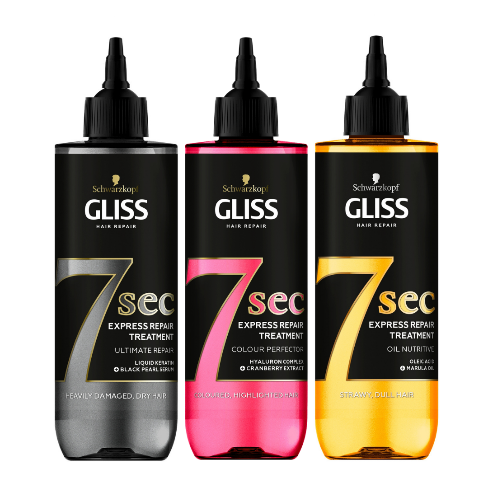 Schwarzkopf
GLISS
HAIR REPAIR
7sec
EXPRESS REPAIR
TREATMENT
ULTIMATE REPAIR
LIQUID KERATIN
+ BLACK PEARL SERUM
HEAVILY DAMAGED, DRY HAIR
Schwarzkopf
GLISS
HAIR REPAIR
7sec
EXPRESS REPAIR
TREATMENT
COLOUR PERFECTOR
HYALURON COMPLEX
+ CRANBERRY EXTRACT
COLOURED, HIGHLIGHTED HAIR
Schwarzkopf
GLISS
HAIR REPAIR
7sec
EXPRESS REPAIR
TREATMENT
OIL NUTRITIVE
OLEIC ACID
+ MARULA OIL
STRAWY, DULL HAIR